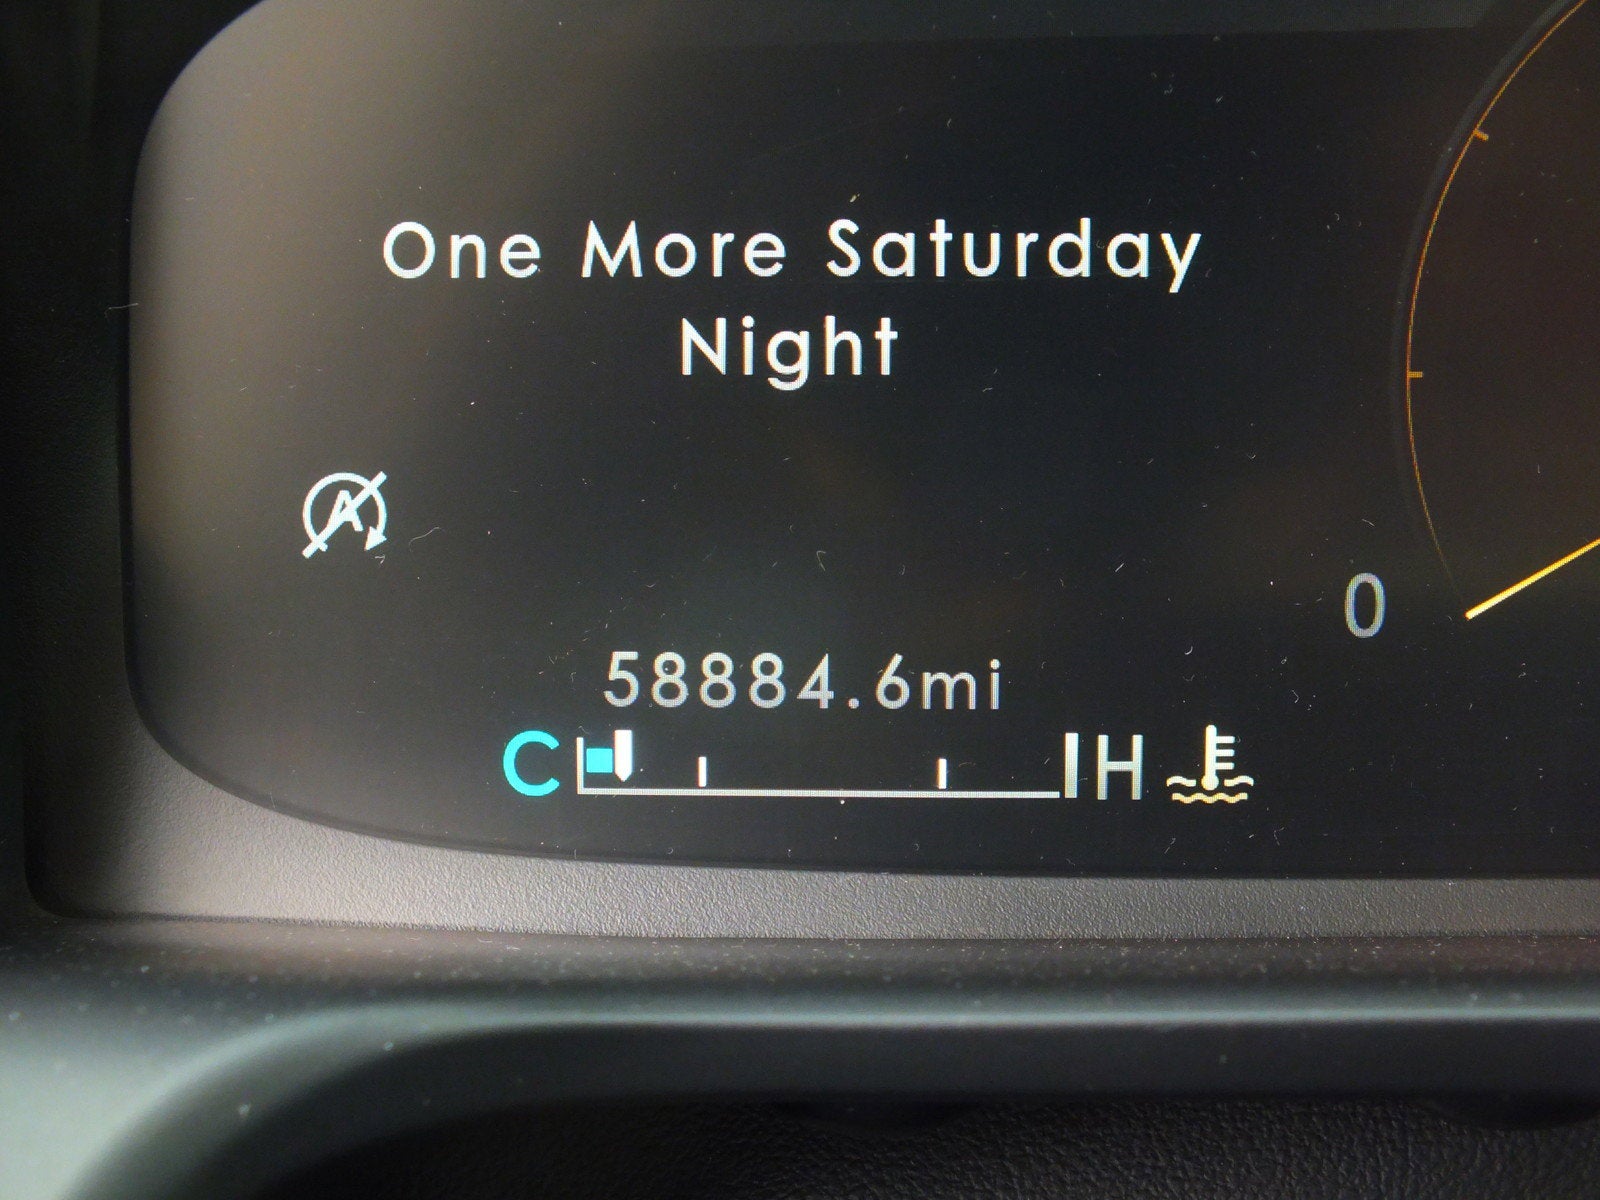 One More Saturday
Night
A
0
58884.6mi
C H